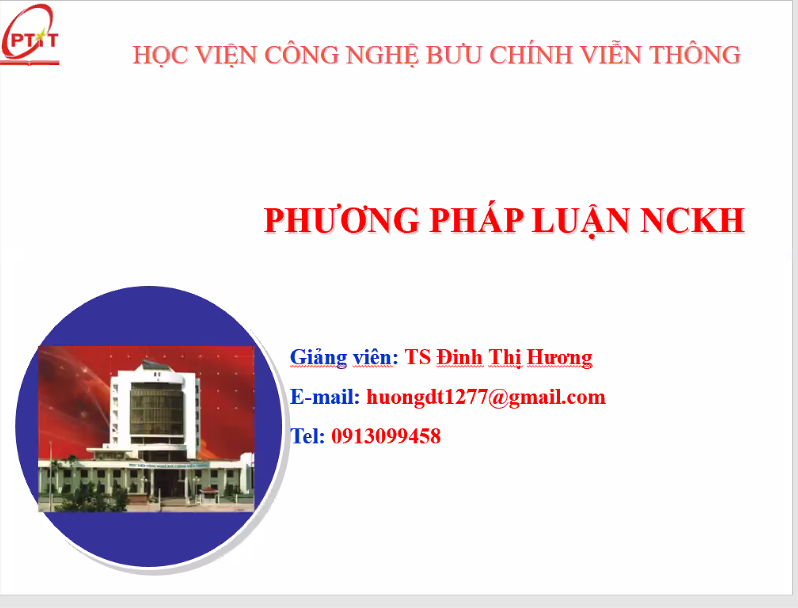 PTIT
HỌC VIỆN CÔNG NGHỆ BƯU CHÍNH VIỄN THÔNG
PHƯƠNG PHÁP LUẬN NCKH
Giảng viên: TS Đinh Thị Hương
E-mail: huongdt1277@gmail.com
Tel: 0913099458